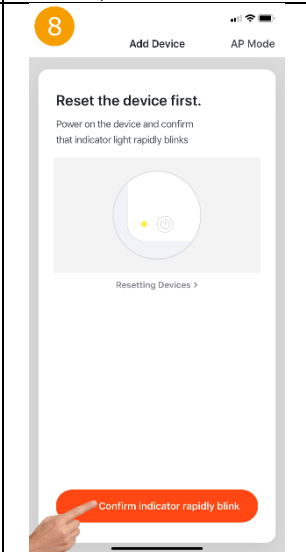 8
Add Device AP Mode
Reset the device first.
Power on the device and confirm
that indicator light rapidly blinks
Resetting Devices >
Confirm indicator rapidly blink